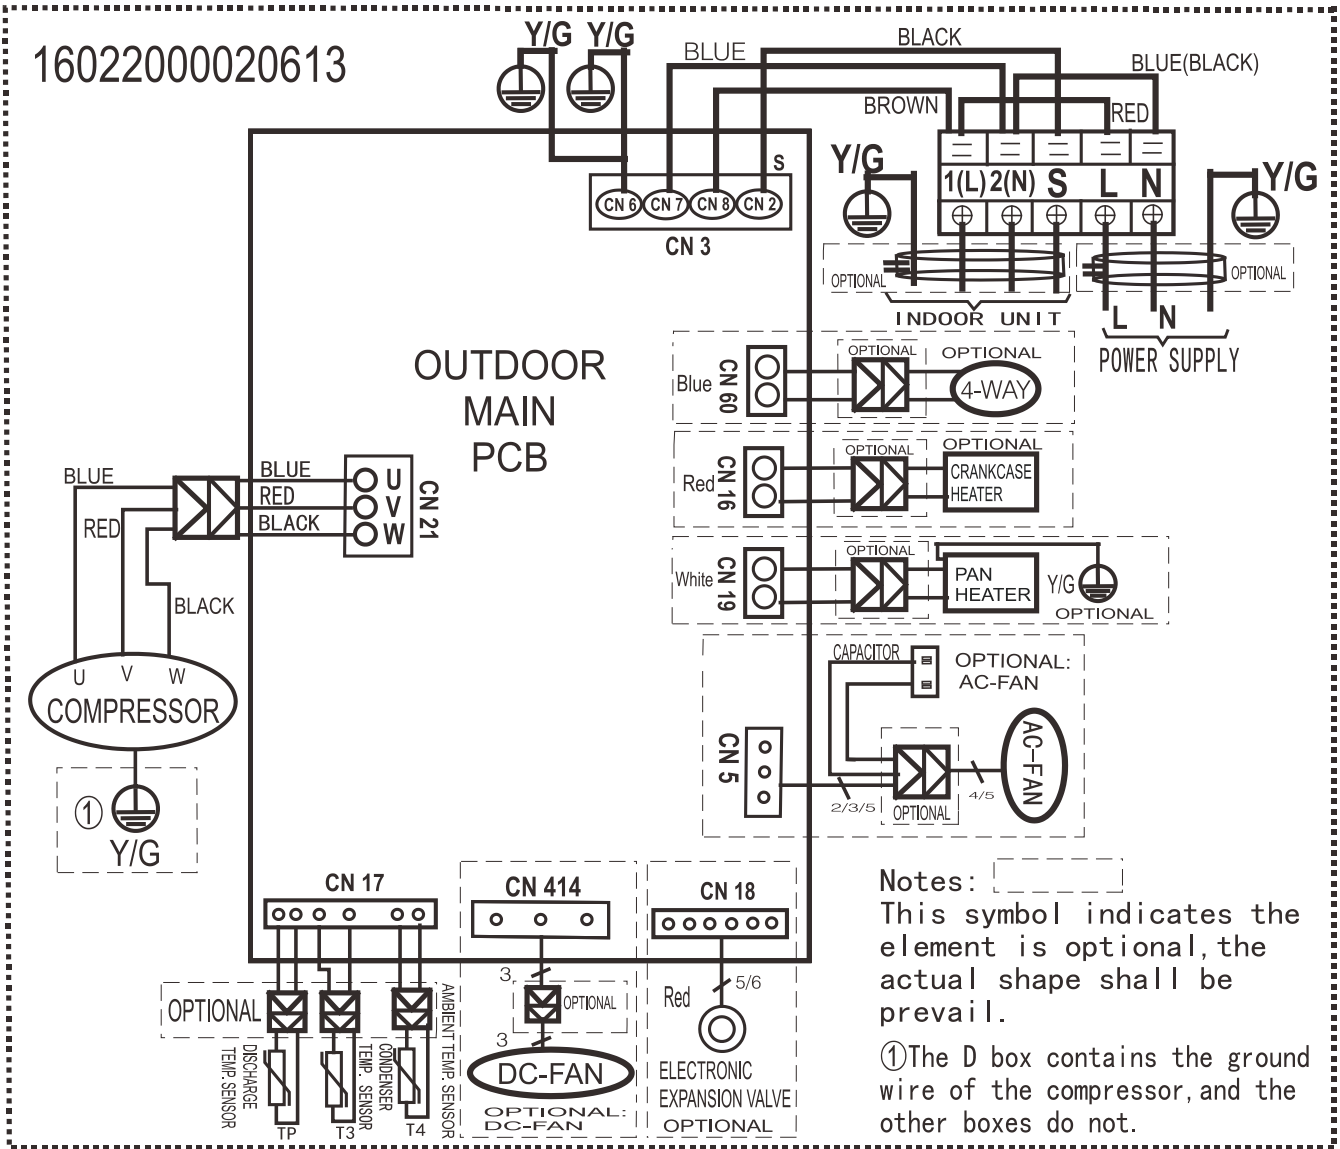 16022000020613
Y/G Y/G
BLUE
BLACK
BLUE(BLACK)
BROWN
RED
S
CN 6 CN 7 CN 8 CN 2
CN 3
Y/G
1(L) 2(N) S L N
Y/G
OPTIONAL
OPTIONAL
INDOOR UNIT
L N
POWER SUPPLY
OUTDOOR
MAIN
PCB
Blue
CN 60
OPTIONAL
OPTIONAL
4-WAY
Red
CN 16
OPTIONAL
OPTIONAL
CRANKCASE
HEATER
White
CN 19
OPTIONAL
PAN
HEATER
Y/G
OPTIONAL
BLUE
RED
BLACK
BLUE
RED
BLACK
U
V
W
CN 21
U V W
COMPRESSOR
①
Y/G
CAPACITOR
OPTIONAL:
AC-FAN
CN 5
2/3/5
OPTIONAL
4/5
AC-FAN
CN 17
OPTIONAL
DISCHARGE
TEMP.SENSOR
TP
CONDENSER
TEMP. SENSOR
T3
AMBIENT TEMP.SENSOR
T4
CN 414
3
OPTIONAL
3
DC-FAN
OPTIONAL:
DC-FAN
CN 18
Red
5/6
ELECTRONIC
EXPANSION VALVE
OPTIONAL
Notes:
This symbol indicates the
element is optional,the
actual shape shall be
prevail.
①The D box contains the ground
wire of the compressor,and the
other boxes do not.